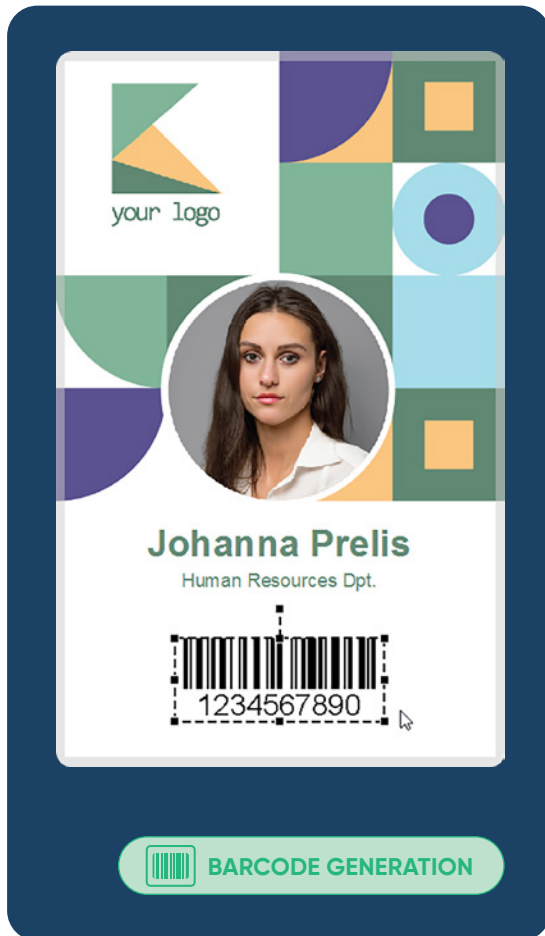 your logo
Johanna Prelis
Human Resources Dpt.
1234567890
BARCODE GENERATION